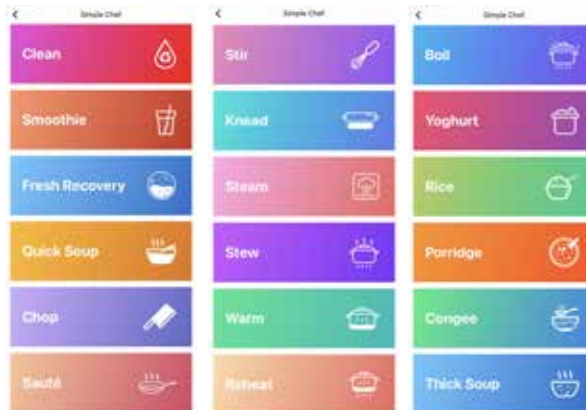 Simple Chef
Clean
Smoothie
Fresh Recovery
Quick Soup
Chop
Sauté
Simple Chef
Stir
Knead
Steam
Stew
Warm
Reheat
Simple Chef
Boil
Yoghurt
Rice
Porridge
Congee
Thick Soup